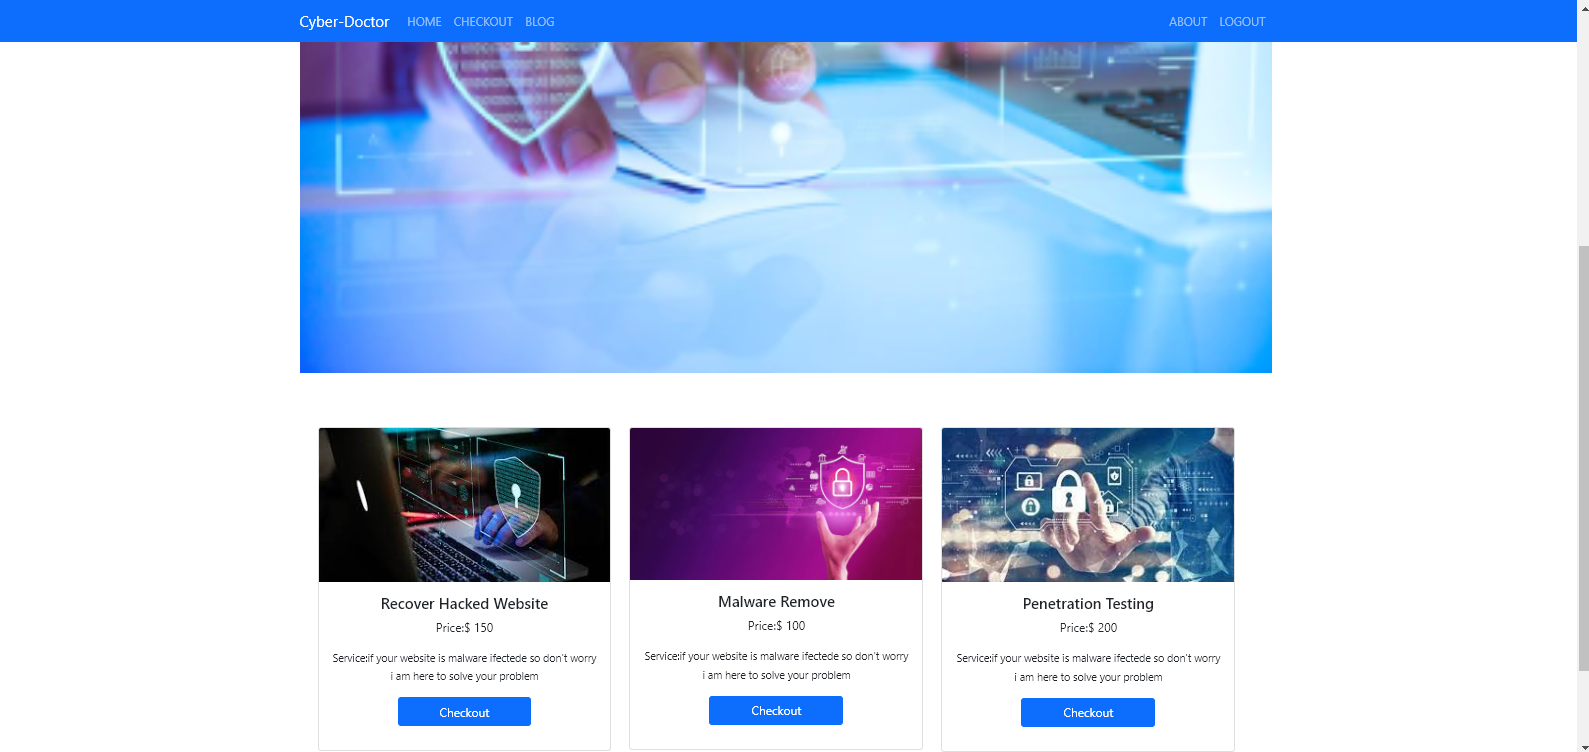 Cyber-Doctor HOME CHECKOUT BLOG ABOUT LOGOUT
Recover Hacked Website
Price:$ 150
Service:if your website is malware ifectede so don't worry
i am here to solve your problem
Checkout
Malware Remove
Price:$ 100
Service:if your website is malware ifectede so don't worry
i am here to solve your problem
Checkout
Penetration Testing
Price:$ 200
Service:if your website is malware ifectede so don't worry
i am here to solve your problem
Checkout